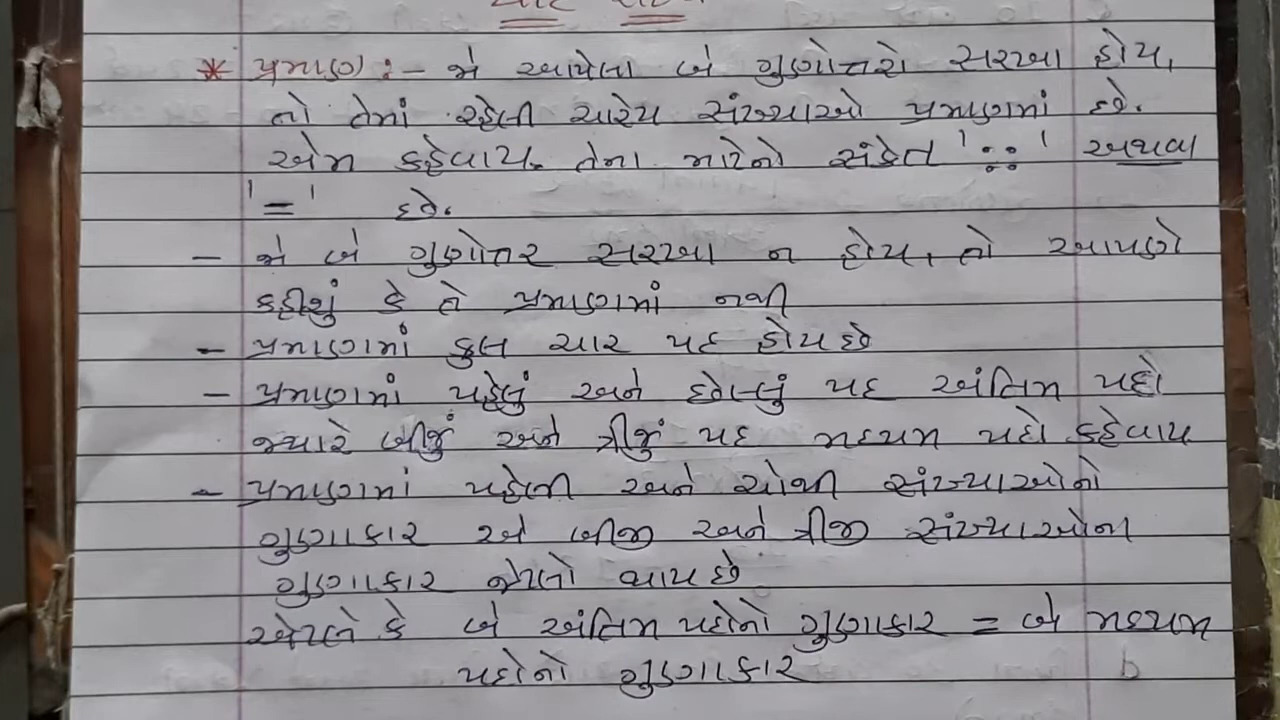 * પ્રમાણ :- જો આપેલા બે ગુણોત્તરો સરખા હોય,
તો તેમાં રહેલી ચારેય સંખ્યાઓ પ્રમાણમાં છે.
એમ કહેવાય. તેના માટેનો સંકેત '::' અથવા
'=' છે.
- જો બે ગુણોત્તર સરખા ન હોય, તો આપણે
કહીશું કે તે પ્રમાણમાં નથી
- પ્રમાણમાં કુલ ચાર પદ હોય છે
- પ્રમાણમાં પહેલું અને છેલ્લું પદ અંતિમ પદો
જ્યારે બીજું અને ત્રીજું પદ મધ્યમ પદો કહેવાય
- પ્રમાણમાં પહેલી અને ચોથી સંખ્યાઓનો
ગુણાકાર એ બીજી અને ત્રીજી સંખ્યાઓના
ગુણાકાર જેટલો થાય છે
એટલે કે બે અંતિમ પદોનો ગુણાકાર = બે મધ્યમ
પદોનો ગુણાકાર